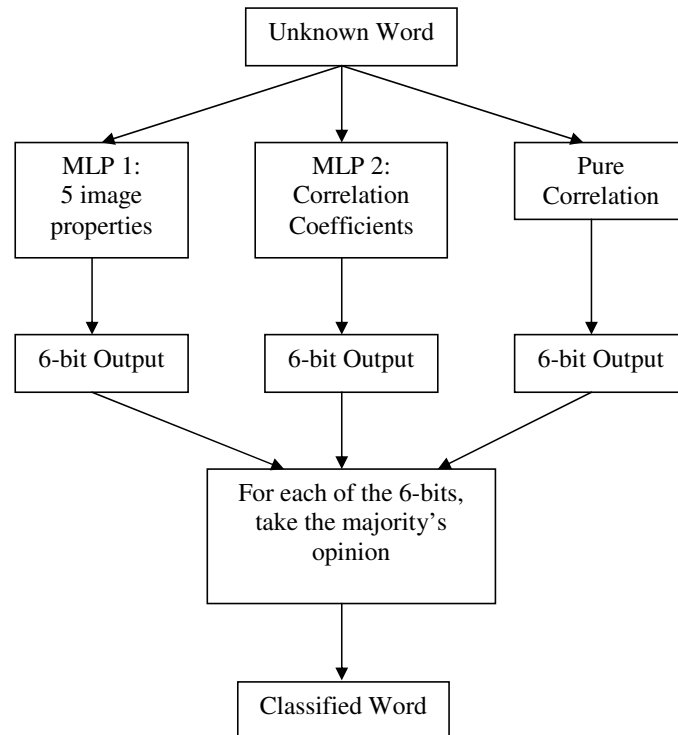 Unknown Word
MLP 1:
5 image
properties
MLP 2:
Correlation
Coefficients
Pure
Correlation
6-bit Output
6-bit Output
6-bit Output
For each of the 6-bits,
take the majority’s
opinion
Classified Word